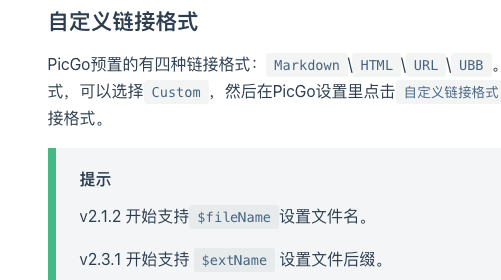 自定义链接格式
PicGo预置的有四种链接格式：Markdown\ HTML \ URL \ UBB 。
式，可以选择 Custom ，然后在PicGo设置里点击 自定义链接格式
接格式。
提示
v2.1.2 开始支持 $fileName 设置文件名。
v2.3.1 开始支持 $extName 设置文件后缀。